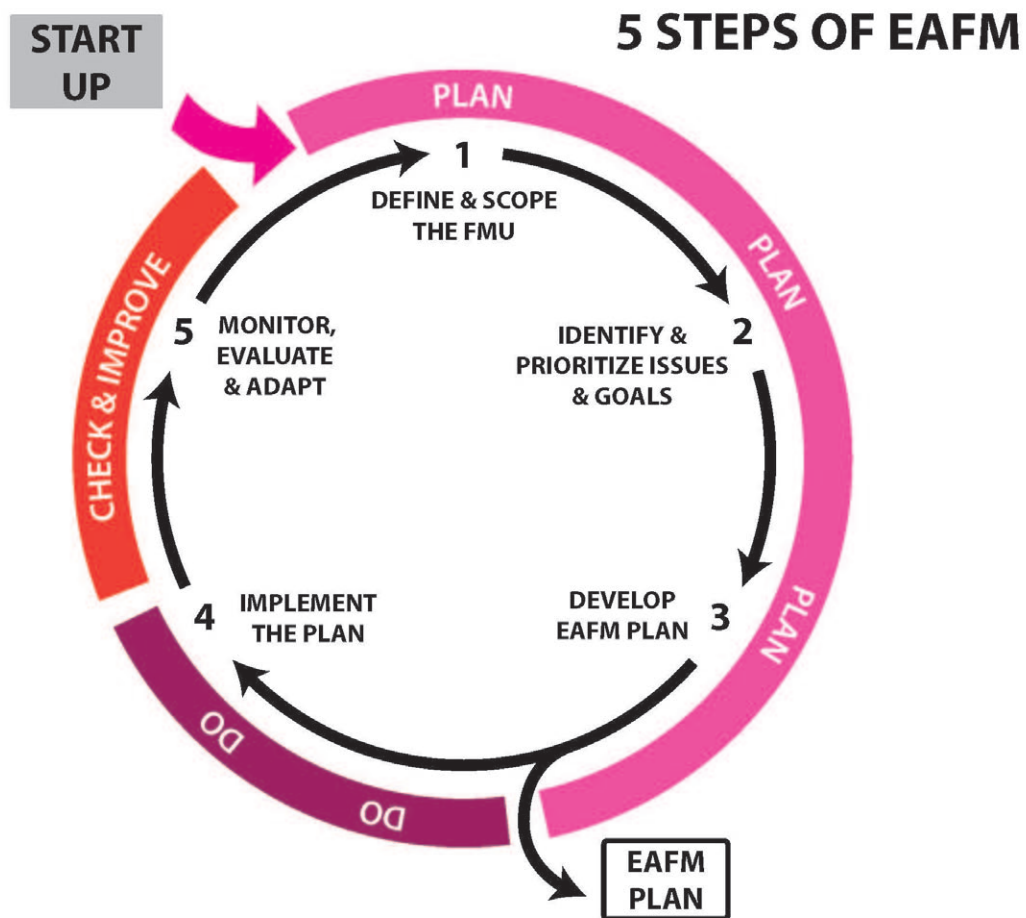 5 STEPS OF EAFM
START
UP
PLAN
1
DEFINE & SCOPE
THE FMU
PLAN
2
IDENTIFY &
PRIORITIZE ISSUES
& GOALS
PLAN
3
DEVELOP
EAFM PLAN
EAFM
PLAN
DO
DO
4
IMPLEMENT
THE PLAN
CHECK & IMPROVE
5
MONITOR,
EVALUATE
& ADAPT